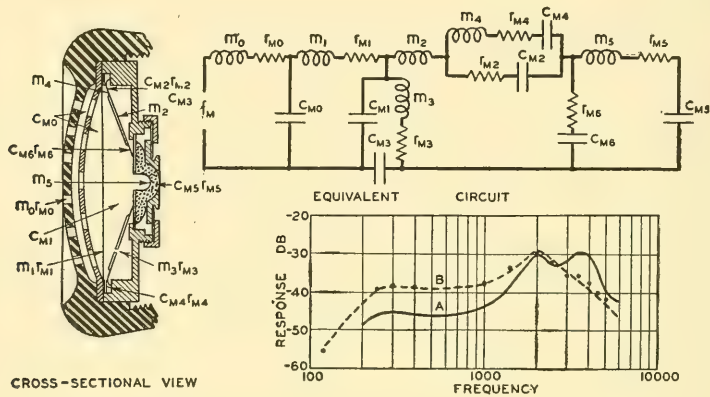 m4
CM0
CM6 rM6
m5
m0 rM0
CM1
m1 rM1
CM2 rM2
CM3
m2
CM5 rM5
m3 rM3
CM4 rM4
CROSS-SECTIONAL VIEW
m0 rM0 m1 rM1 m2 m4 rM4 CM4
rM2 CM2
m5 rM5
fM
CM0 CM1 m3
CM3 rM3
rM6
CM6
CM5
EQUIVALENT CIRCUIT
RESPONSE DB
-20
-30
-40
-50
-60
B
A
100 1000 10000
FREQUENCY